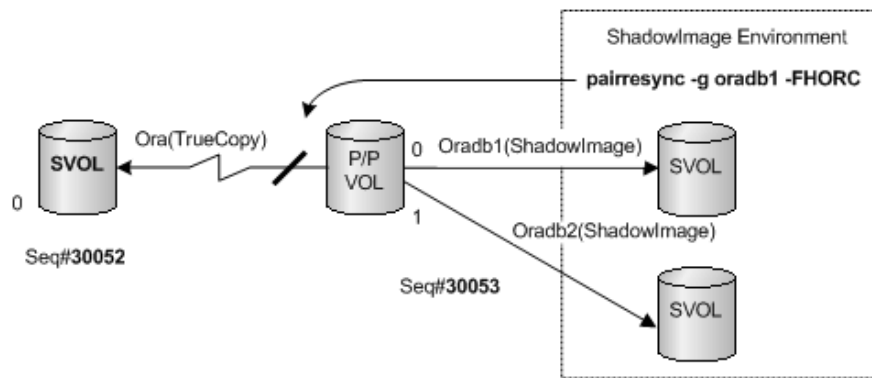 ShadowImage Environment
pairresync -g oradb1 -FHORC
Ora(TrueCopy)
SVOL
0
Seq#30052
P/P
VOL
0
Oradb1(ShadowImage)
SVOL
1
Oradb2(ShadowImage)
Seq#30053
SVOL